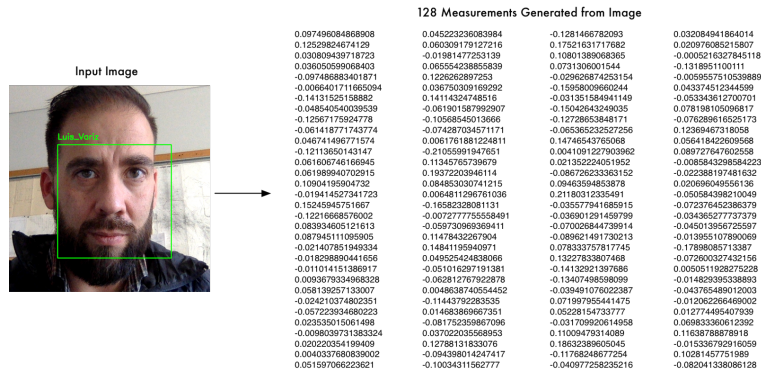 128 Measurements Generated from Image
Input Image
Luis_Variz
0.097496084868908 0.045223236083984 -0.1281466782093 0.032084941864014
0.12529824674129 0.060309179127216 0.17521631717682 0.020976085215807
0.030809439718723 -0.01981477253139 0.10801389068365 -0.0005216327845118
0.036050599068403 0.065554238855839 0.0731306001544 -0.1318951100111
-0.097486883401871 0.1226262897253 -0.029626874253154 -0.0059557510539889
-0.0066401711665094 0.036750309169292 -0.15958009660244 0.043374512344599
-0.14131525158882 0.14114324748516 -0.031351584941149 -0.053343612700701
-0.048540540039539 -0.061901587992907 -0.15042643249035 0.078198105096817
-0.12567175924778 -0.10568545013666 -0.12728653848171 -0.076289616525173
-0.061418771743774 -0.074287034571171 -0.065365232527256 0.12369467318058
0.046741496771574 0.0061761881224811 0.14746543765068 0.056418422609568
-0.12113650143147 -0.21055991947651 0.0041091227903962 0.089727647602558
0.061606746166945 0.11345765739679 0.021352224051952 -0.0085843298584223
0.061989940702915 0.19372203946114 -0.086726233363152 -0.022388197481632
0.10904195904732 0.084853030741215 0.09463594853878 0.020696049556136
-0.019414527341723 0.0064811296761036 0.21180312335491 -0.050584398210049
0.15245945751667 -0.16582328081131 -0.035577941685915 -0.072376452386379
-0.12216668576002 -0.0072777755558491 -0.036901291459799 -0.034365277737379
0.083934605121613 -0.059730969369411 -0.070026844739914 -0.045013956725597
0.087945111095905 0.11478432267904 -0.089621491730213 -0.013955107890069
-0.021407851949334 0.14841195940971 0.078333757817745 -0.17898085713387
-0.018298890441656 0.049525424838066 0.13227833807468 -0.072600327432156
-0.011014151386917 -0.051016297191381 -0.14132921397686 0.0050511928275228
0.0093679334968328 -0.062812767922878 -0.13407498598099 -0.014829395338893
0.058139257133007 0.0048638740554452 -0.039491076022387 -0.043765489012003
-0.024210374802351 -0.11443792283535 0.071997955441475 -0.012062266469002
-0.057223934680223 0.014683869667351 0.05228154733777 0.012774495407939
0.023535015061498 -0.081752359867096 -0.031709920614958 0.069833360612392
-0.0098039731383324 0.037022035568953 0.11009479314089 0.11638788878918
0.020220354199409 0.12788131833076 0.18632389605045 -0.015336792916059
0.0040337680839002 -0.094398014247417 -0.11768248677254 0.10281457751989
0.051597066223621 -0.10034311562777 -0.040977258235216 -0.082041338086128